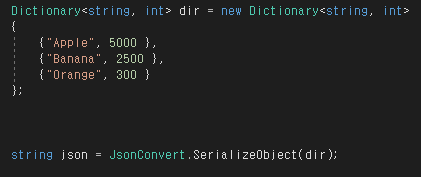 Dictionary<string, int> dir = new Dictionary<string, int>
{
    {"Apple", 5000 },
    {"Banana", 2500 },
    {"Orange", 300 }
};
string json = JsonConvert.SerializeObject(dir);